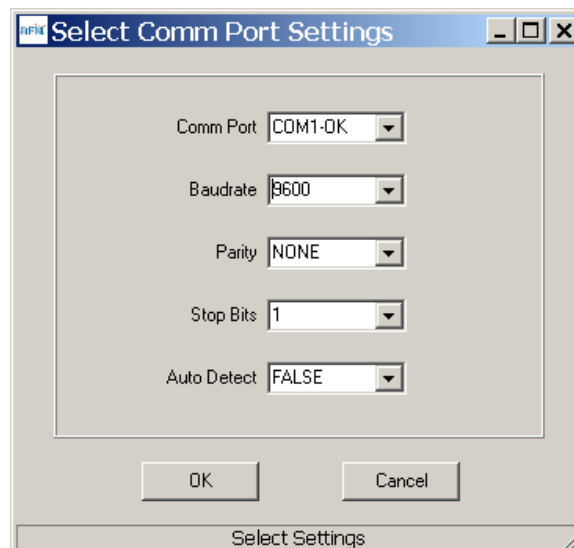 Select Comm Port Settings
Comm Port COM1-OK
Baudrate 9600
Parity NONE
Stop Bits 1
Auto Detect FALSE
OK Cancel
Select Settings